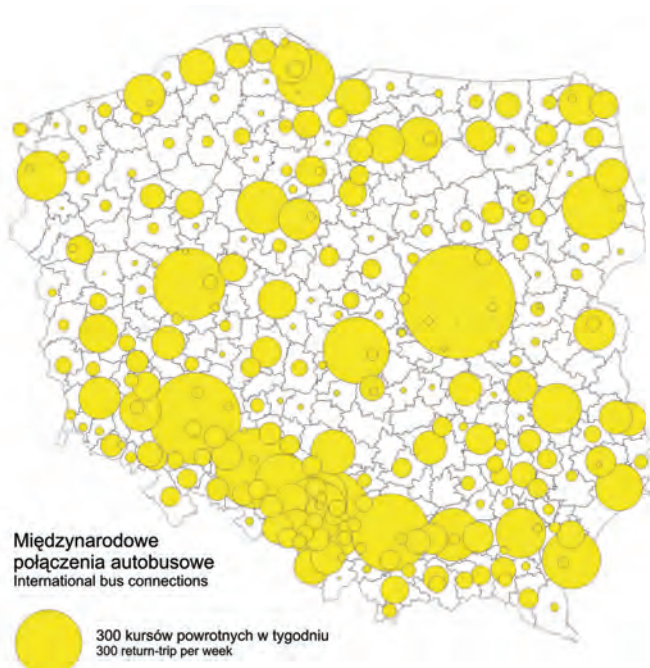 Międzynarodowe
połączenia autobusowe
International bus connections
300 kursów powrotnych w tygodniu
300 return-trip per week